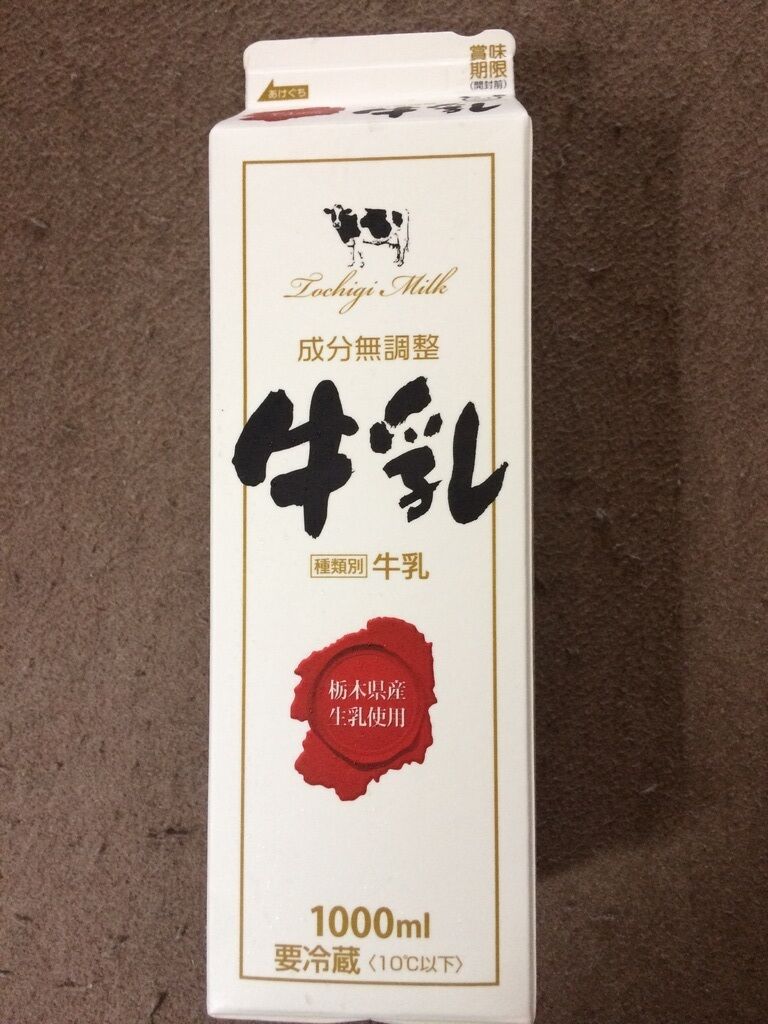 賞味
期限
(開封前)
あけぐち
牛乳
Tochigi Milk
成分無調整
牛乳
種類別 牛乳
栃木県産
生乳使用
1000ml
要冷蔵〈10℃以下〉